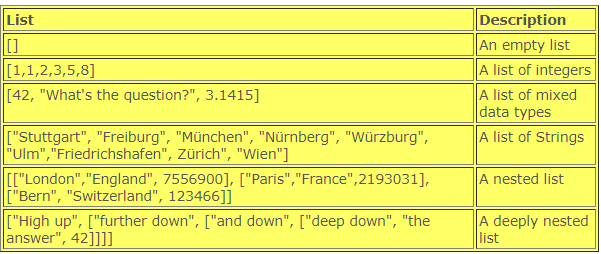 List Description
[] An empty list
[1,1,2,3,5,8] A list of integers
[42, "What's the question?", 3.1415] A list of mixed
data types
["Stuttgart", "Freiburg", "München", "Nürnberg", "Würzburg", A list of Strings
"Ulm","Friedrichshafen", Zürich", "Wien"]
[["London","England", 7556900], ["Paris","France",2193031], A nested list
["Bern", "Switzerland", 123466]]
["High up", ["further down", ["and down", ["deep down", "the A deeply nested
answer", 42]]]] list